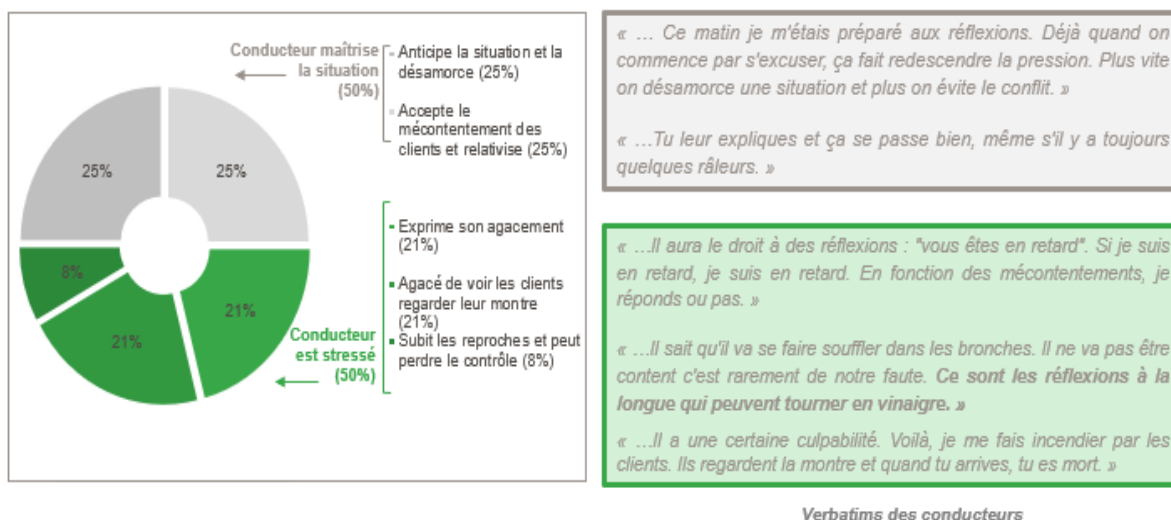 Conducteur maîtrise
la situation
(50%)
Anticipe la situation et la
désamorce (25%)
Accepte le
mécontentement des
clients et relativise (25%)
25%
25%
8%
21%
21%
Exprime son agacement
(21%)
Agacé de voir les clients
regarder leur montre
(21%)
Subit les reproches et peut
perdre le contrôle (8%)
Conducteur
est stressé
(50%)
« … Ce matin je m'étais préparé aux réflexions. Déjà quand on
commence par s'excuser, ça fait redescendre la pression. Plus vite
on désamorce une situation et plus on évite le conflit. »
« …Tu leur expliques et ça se passe bien, même s'il y a toujours
quelques râleurs. »
« …Il aura le droit à des réflexions : "vous êtes en retard". Si je suis
en retard, je suis en retard. En fonction des mécontentements, je
réponds ou pas. »
« …Il sait qu'il va se faire souffler dans les bronches. Il ne va pas être
content c'est rarement de notre faute. Ce sont les réflexions à la
longue qui peuvent tourner en vinaigre. »
« …Il a une certaine culpabilité. Voilà, je me fais incendier par les
clients. Ils regardent la montre et quand tu arrives, tu es mort. »
Verbatims des conducteurs